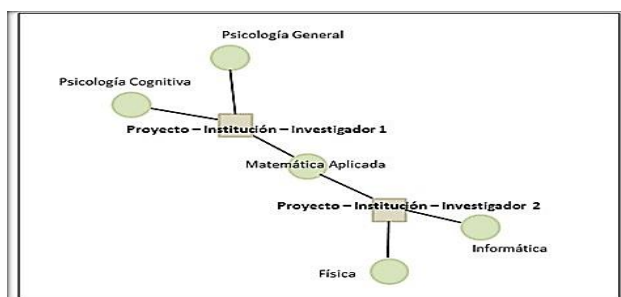 Psicología General
Psicología Cognitiva
Proyecto – Institución – Investigador 1
Matemática Aplicada
Proyecto – Institución – Investigador 2
Informática
Física